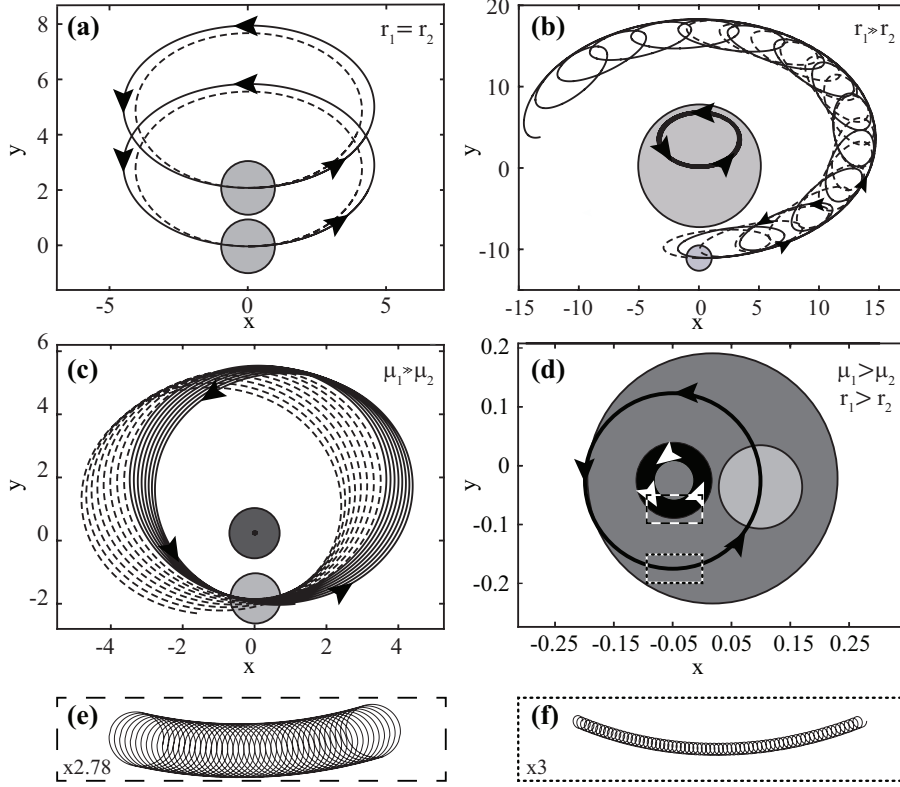 (a)
r₁= r₂
8
6
4
2
0
y
-5
0
5
x
(b)
r₁»r₂
20
10
0
-10
y
-15
-10
-5
0
5
10
15
x
(c)
μ₁»μ₂
6
4
2
0
-2
y
-4
-2
0
2
4
x
(d)
μ₁>μ₂
r₁> r₂
0.2
0.1
0
-0.1
-0.2
y
-0.25
-0.15
-0.05
0.05
0.15
0.25
x
(e)
x2.78
(f)
x3